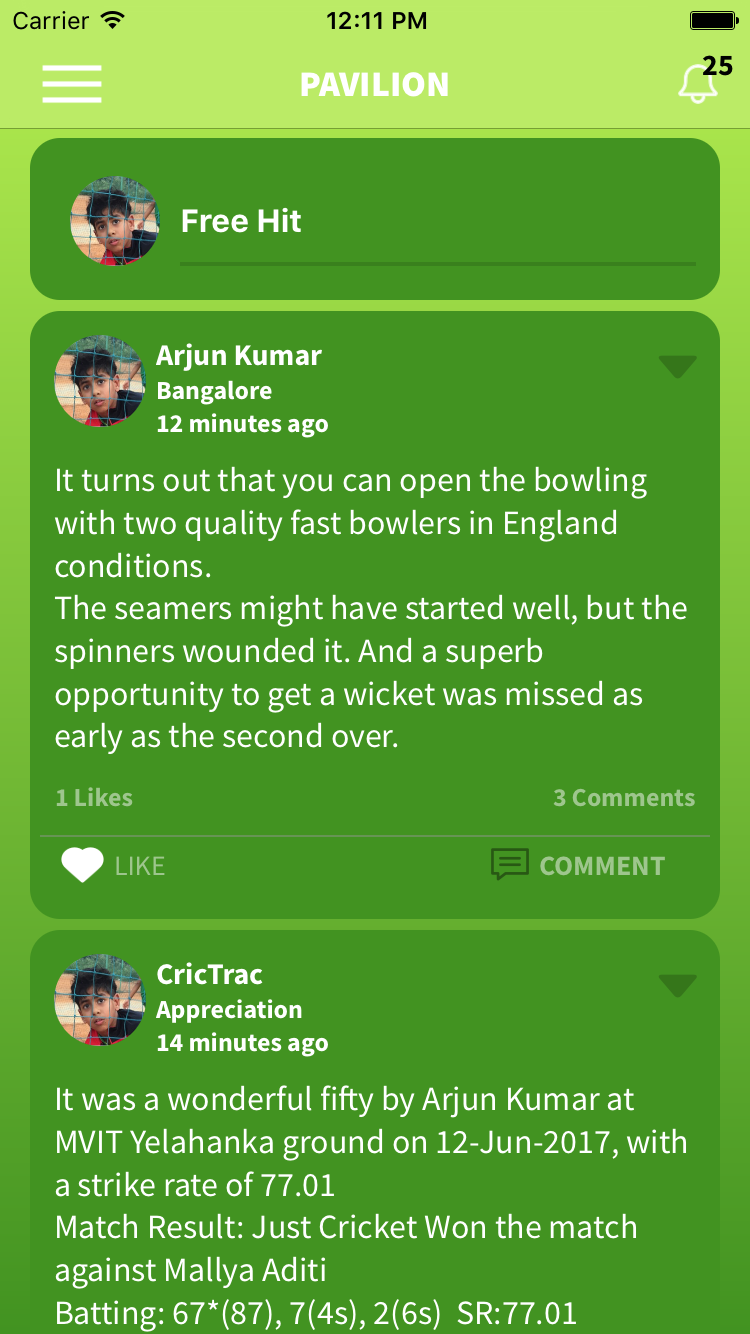 Carrier 12:11 PM
PAVILION 25
Free Hit
Arjun Kumar
Bangalore
12 minutes ago
It turns out that you can open the bowling
with two quality fast bowlers in England
conditions.
The seamers might have started well, but the
spinners wounded it. And a superb
opportunity to get a wicket was missed as
early as the second over.
1 Likes 3 Comments
LIKE COMMENT
CricTrac
Appreciation
14 minutes ago
It was a wonderful fifty by Arjun Kumar at
MVIT Yelahanka ground on 12-Jun-2017, with
a strike rate of 77.01
Match Result: Just Cricket Won the match
against Mallya Aditi
Batting: 67*(87), 7(4s), 2(6s)  SR:77.01